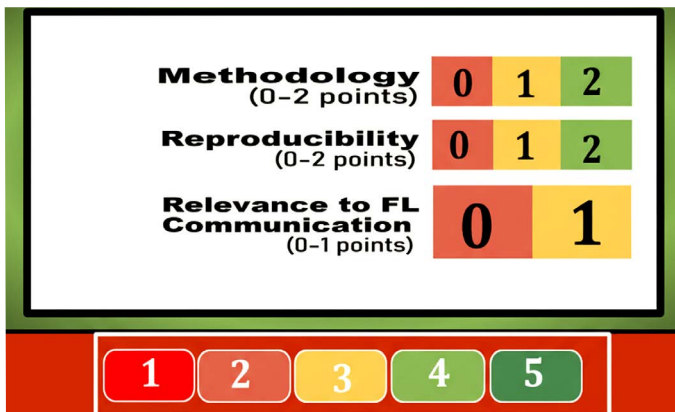 Methodology
(0-2 points)
0 1 2
Reproducibility
(0-2 points)
0 1 2
Relevance to FL
Communication
(0-1 points)
0 1
1 2 3 4 5